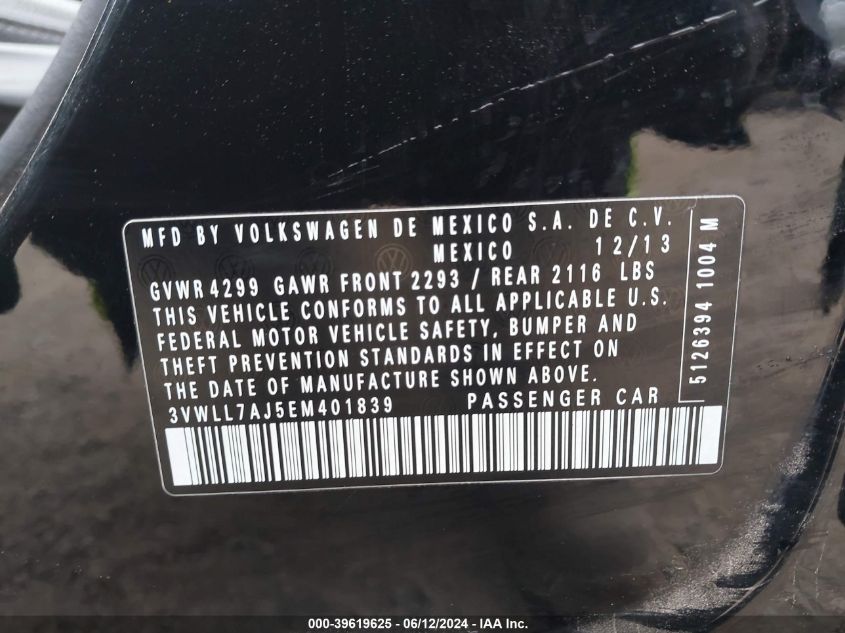 MFD BY VOLKSWAGEN DE MEXICO S.A. DE C.V.
MEXICO 12/13
GVWR 4299 GAWR FRONT 2293 / REAR 2116 LBS
THIS VEHICLE CONFORMS TO ALL APPLICABLE U.S.
FEDERAL MOTOR VEHICLE SAFETY, BUMPER AND
THEFT PREVENTION STANDARDS IN EFFECT ON
THE DATE OF MANUFACTURE SHOWN ABOVE.
3VWLL7AJ5EM401839 PASSENGER CAR
5126394 1004 M
000-39619625 - 06/12/2024 - IAA Inc.